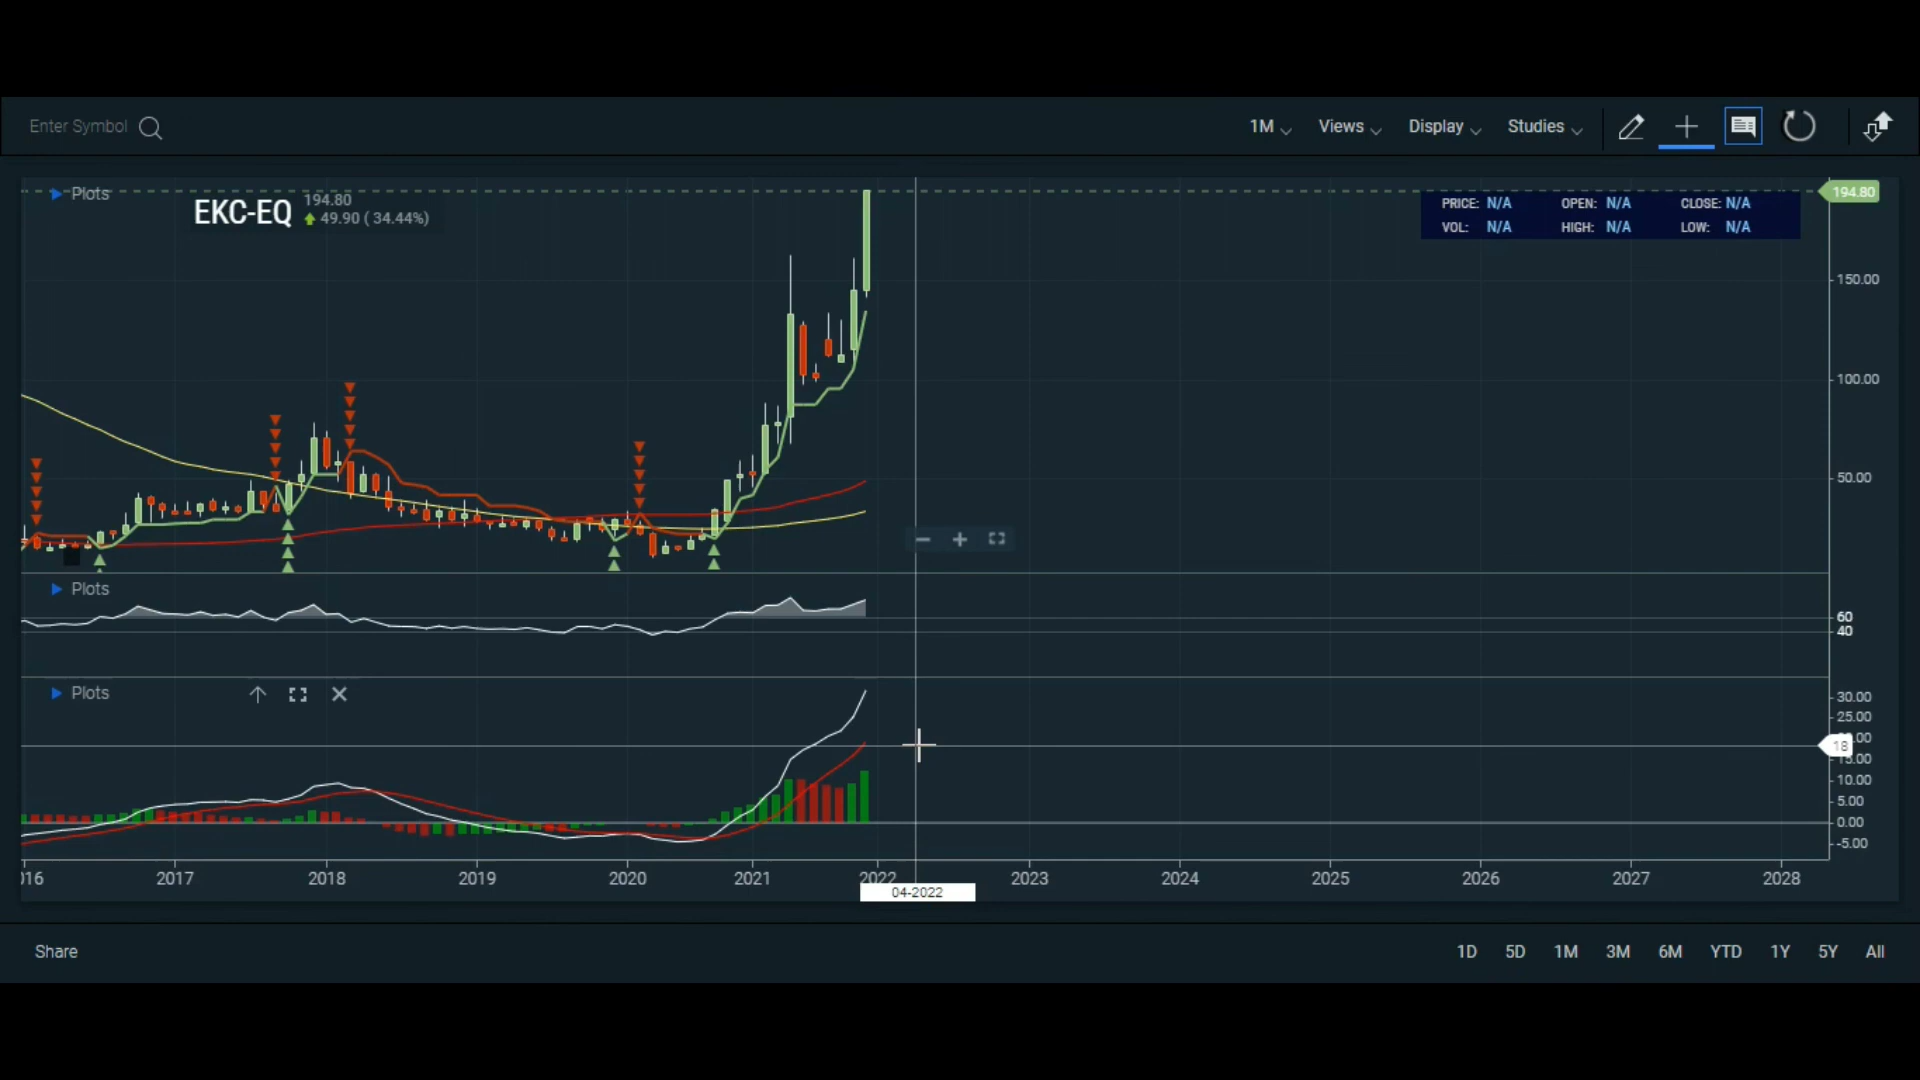 Enter Symbol
1M Views Display Studies
Plots
EKC-EQ 194.80
49.90 ( 34.44%)
PRICE: N/A OPEN: N/A CLOSE: N/A
VOL: N/A HIGH: N/A LOW: N/A
194.80
150.00
100.00
50.00
Plots
60
40
Plots
30.00
25.00
18
15.00
10.00
5.00
0.00
-5.00
2017 2018 2019 2020 2021 2022 2023 2024 2025 2026 2027 2028
04-2022
Share
1D 5D 1M 3M 6M YTD 1Y 5Y All